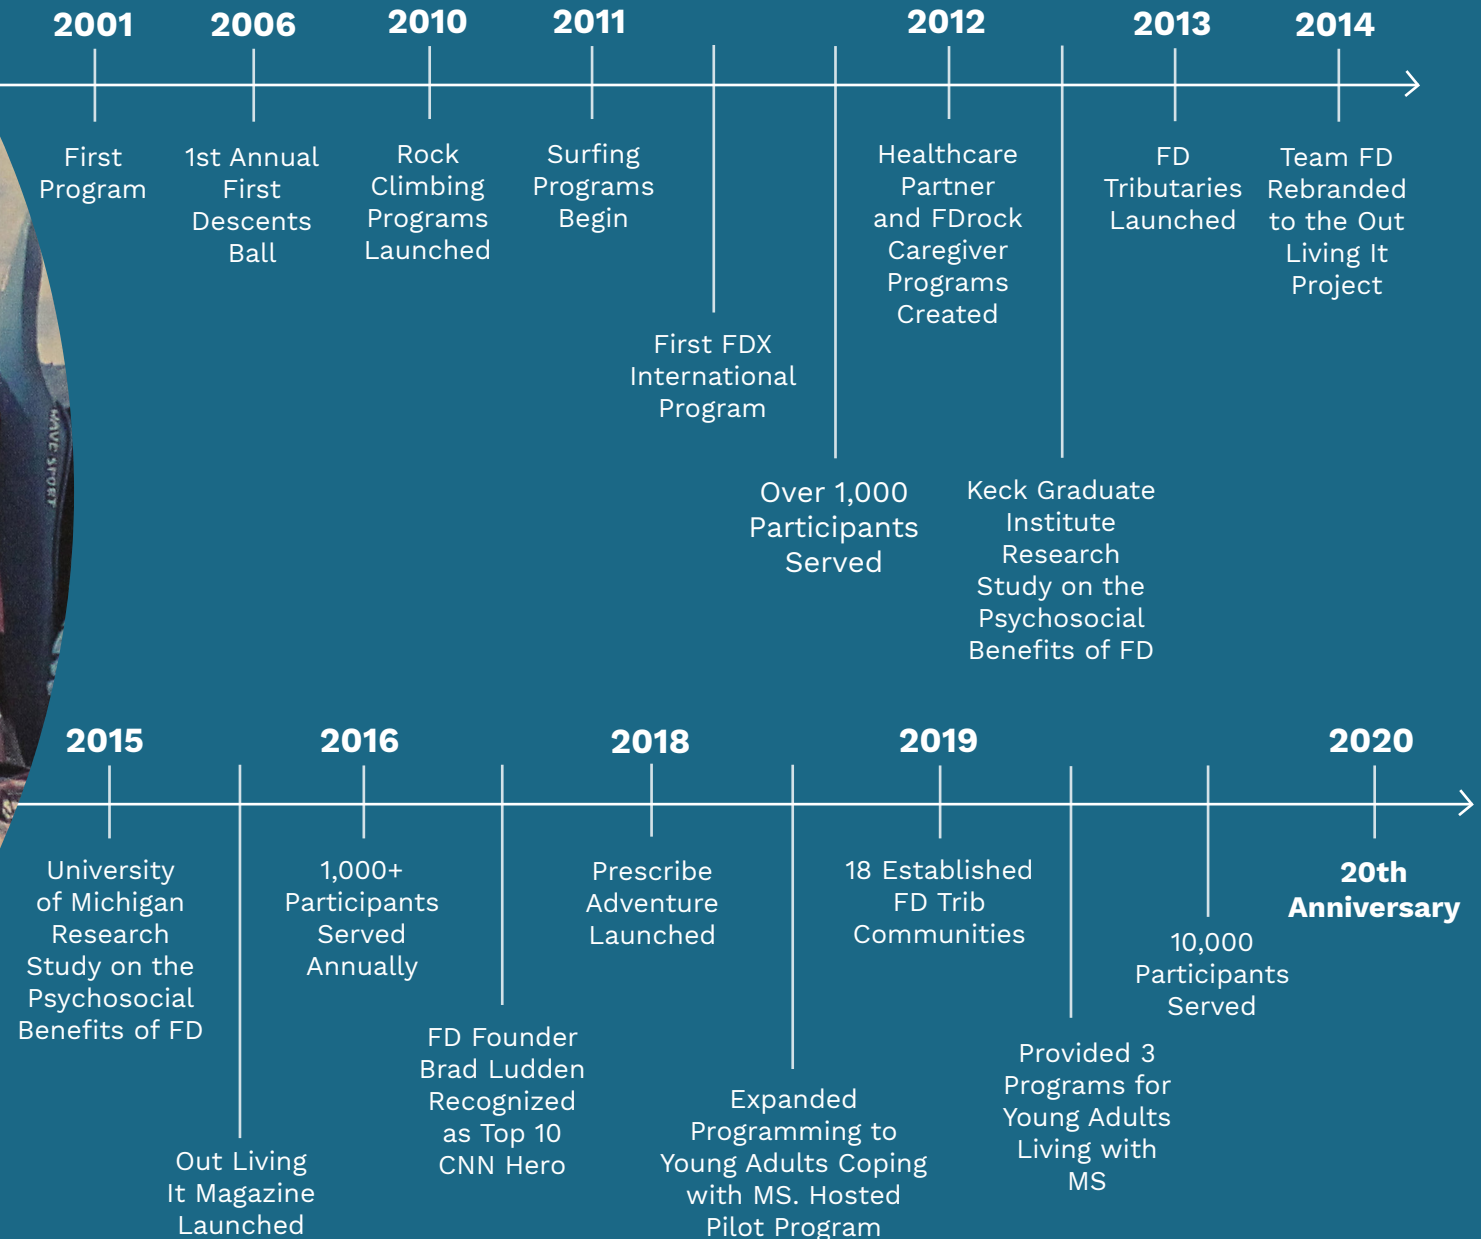 2001
First
Program
2006
1st Annual
First
Descents
Ball
2010
Rock
Climbing
Programs
Launched
2011
Surfing
Programs
Begin
First FDX
International
Program
Over 1,000
Participants
Served
2012
Healthcare
Partner
and FDrock
Caregiver
Programs
Created
Keck Graduate
Institute
Research
Study on the
Psychosocial
Benefits of FD
2013
FD
Tributaries
Launched
2014
Team FD
Rebranded
to the Out
Living It
Project
WAVE SPORT
2015
University
of Michigan
Research
Study on the
Psychosocial
Benefits of FD
Out Living
It Magazine
Launched
2016
1,000+
Participants
Served
Annually
FD Founder
Brad Ludden
Recognized
as Top 10
CNN Hero
2018
Prescribe
Adventure
Launched
Expanded
Programming to
Young Adults Coping
with MS. Hosted
Pilot Program
2019
18 Established
FD Trib
Communities
Provided 3
Programs for
Young Adults
Living with
MS
10,000
Participants
Served
2020
20th
Anniversary